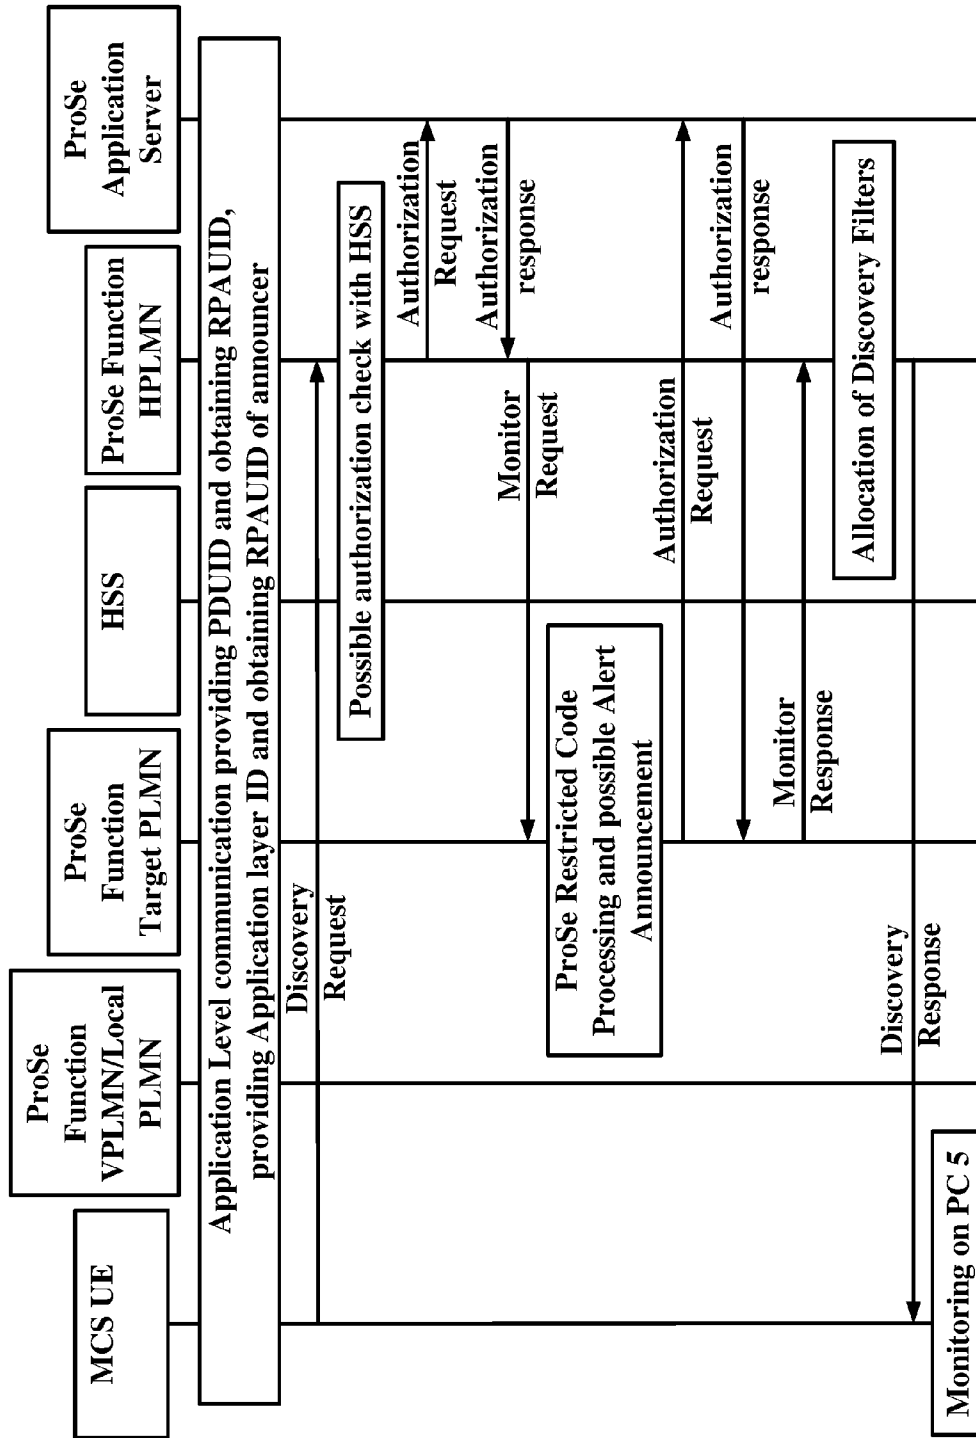 MCS UE
ProSe
Function
VPLMN/Local
PLMN
ProSe
Function
Target PLMN
HSS
ProSe Function
HPLMN
ProSe
Application
Server
Application Level communication providing PDUID and obtaining RPAUID,
providing Application layer ID and obtaining RPAUID of announcer
Discovery
Request
Possible authorization check with HSS
Authorization
Request
Authorization
response
Monitor
Request
ProSe Restricted Code
Processing and possible Alert
Announcement
Authorization
Request
Authorization
response
Monitor
Response
Allocation of Discovery Filters
Discovery
Response
Monitoring on PC 5